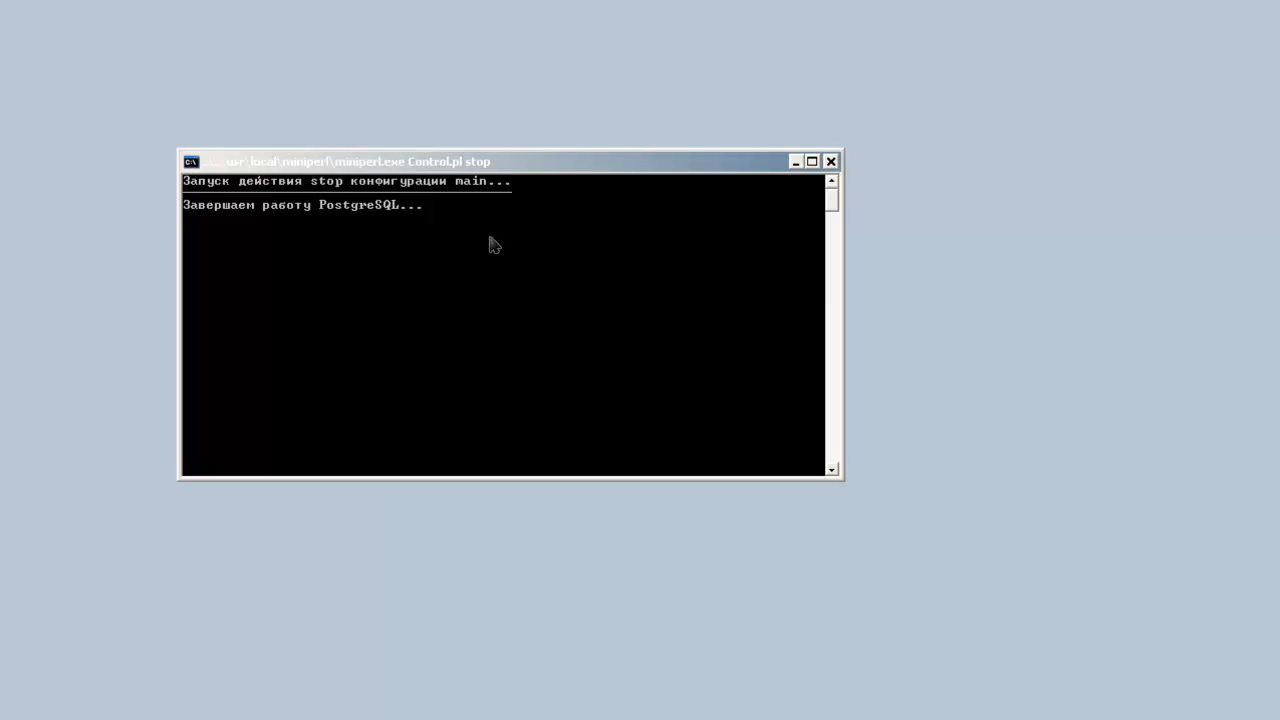 usr\local\miniperl\miniperl.exe Control.pl stop
Запуск действия stop конфигурации main...
Завершаем работу PostgreSQL...